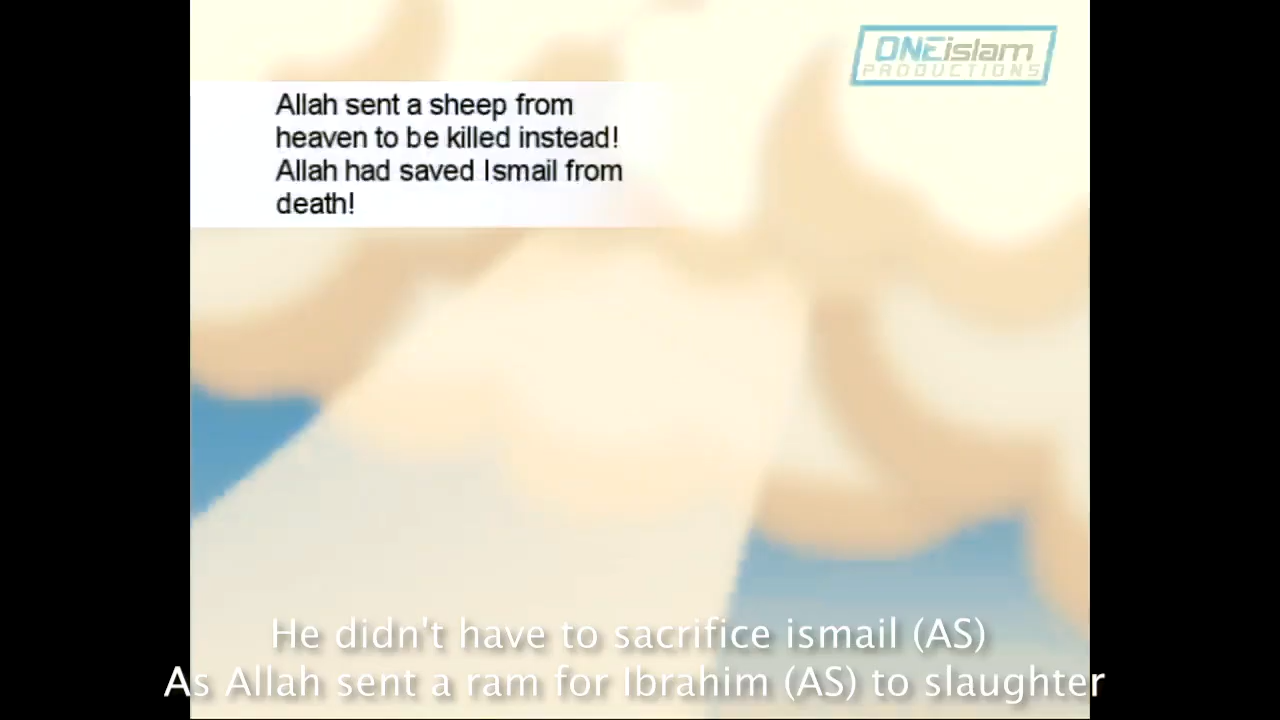 ONEislam
PRODUCTIONS
Allah sent a sheep from
heaven to be killed instead!
Allah had saved Ismail from
death!
He didn't have to sacrifice ismail (AS)
As Allah sent a ram for Ibrahim (AS) to slaughter